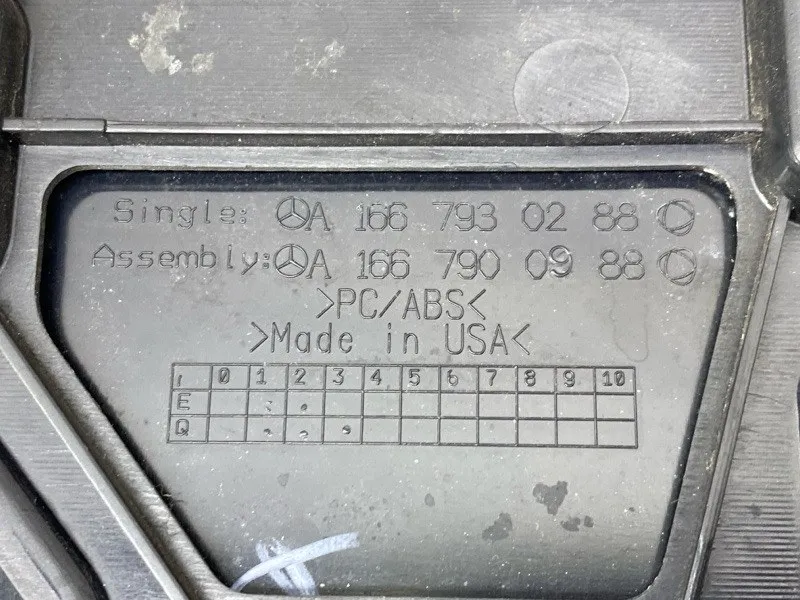 Single: A 166 793 02 88
Assembly: A 166 790 09 88
>PC/ABS<
>Made in USA<
r 0 1 2 3 4 5 6 7 8 9 10
E
Q